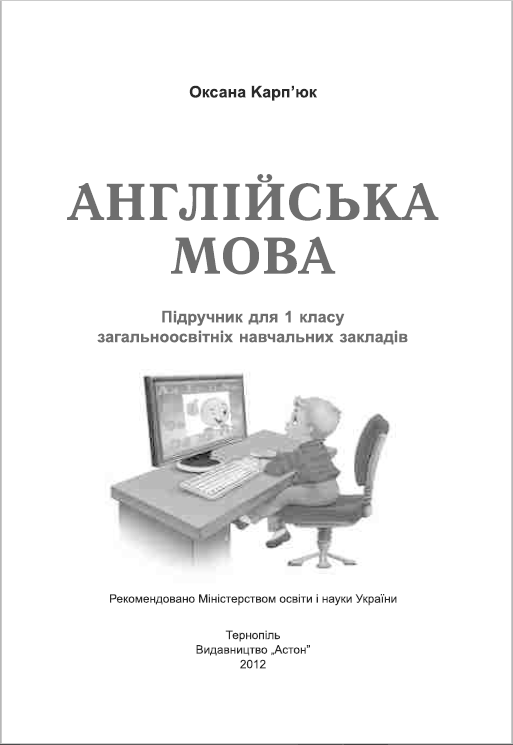 Оксана Карп’юк
АНГЛІЙСЬКА
МОВА
Підручник для 1 класу
загальноосвітніх навчальних закладів
Рекомендовано Міністерством освіти і науки України
Тернопіль
Видавництво „Астон”
2012